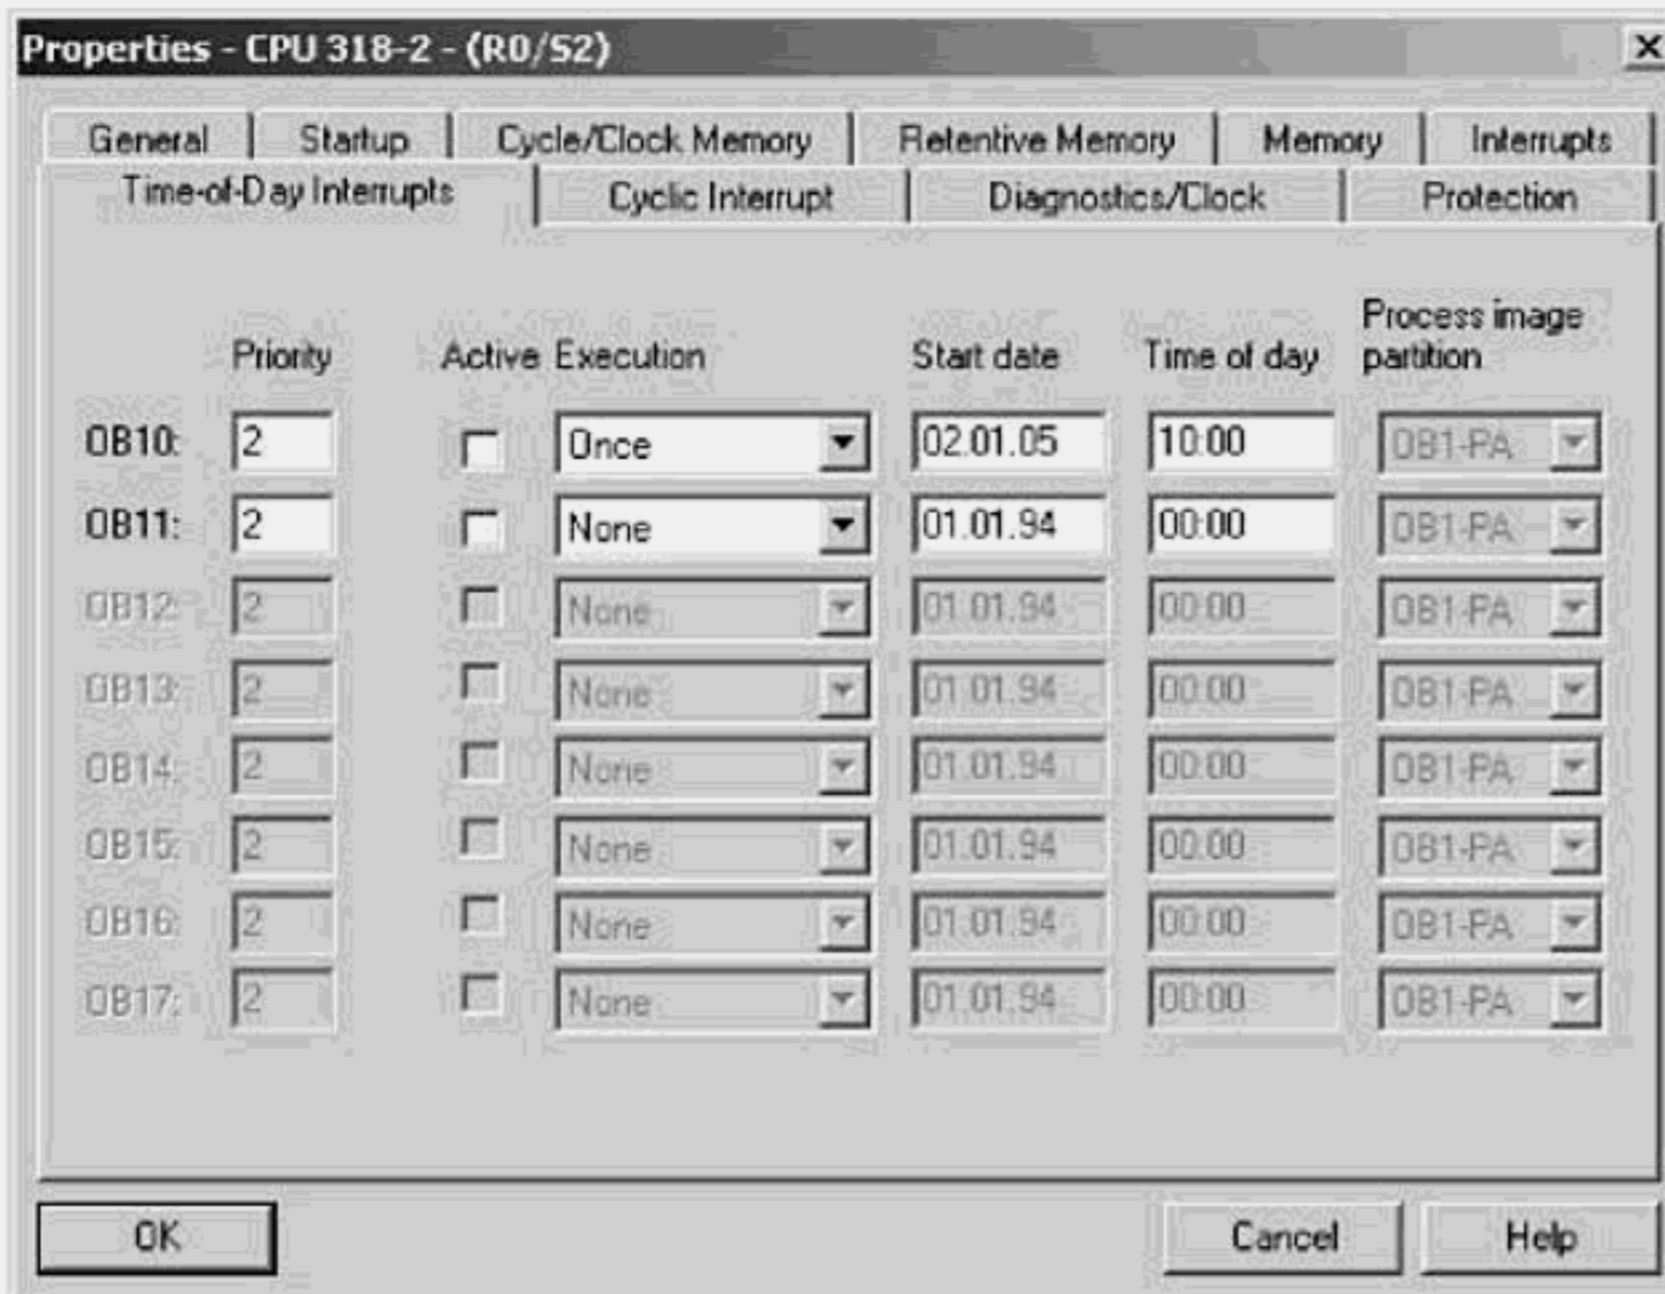 Properties - CPU 318-2 - (R0/S2)
General Startup Cycle/Clock Memory Retentive Memory Memory Interrupts
Time-of-Day Interrupts Cyclic Interrupt Diagnostics/Clock Protection
Priority Active Execution Start date Time of day Process image partition
OB10: 2 Once 02.01.05 10:00 OB1-PA
OB11: 2 None 01.01.94 00:00 OB1-PA
OB12: 2 None 01.01.94 00:00 OB1-PA
OB13: 2 None 01.01.94 00:00 OB1-PA
OB14: 2 None 01.01.94 00:00 OB1-PA
OB15: 2 None 01.01.94 00:00 OB1-PA
OB16: 2 None 01.01.94 00:00 OB1-PA
OB17: 2 None 01.01.94 00:00 OB1-PA
OK Cancel Help